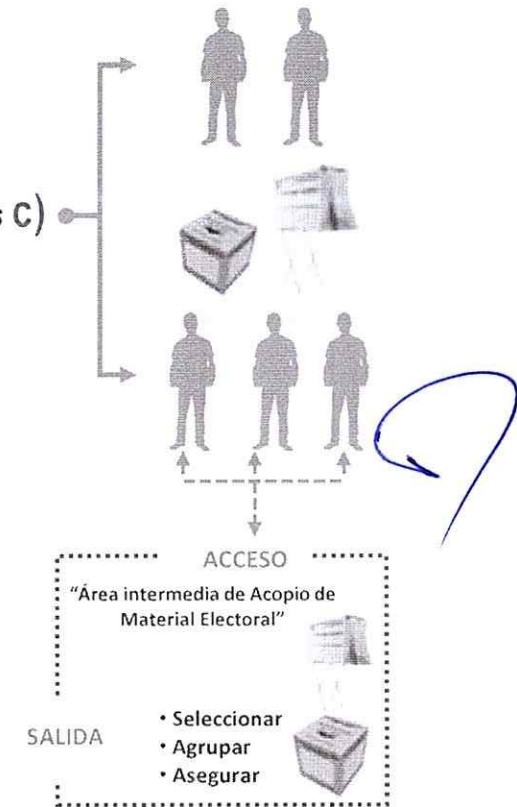 s C)
ACCESO
“Área intermedia de Acopio de
Material Electoral”
• Seleccionar
SALIDA
• Agrupar
• Asegurar